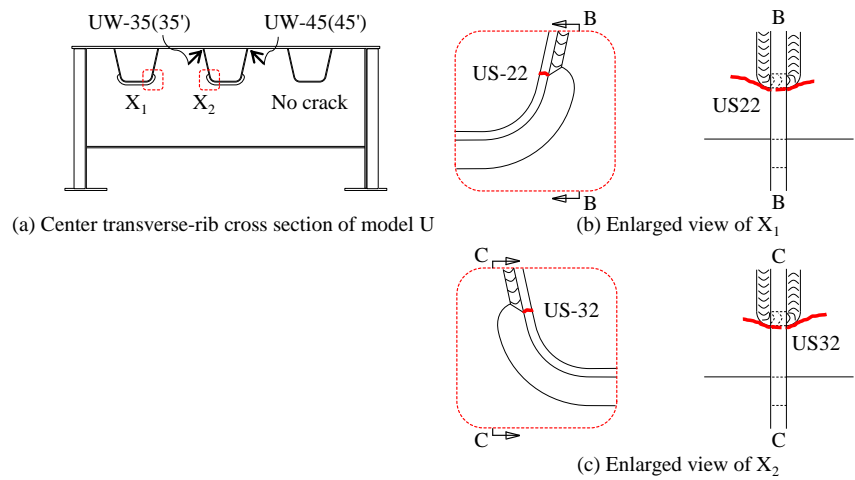 UW-35(35') UW-45(45')
X1 X2 No crack
(a) Center transverse-rib cross section of model U
B B
US-22
US22
B B
(b) Enlarged view of X1
C C
US-32
US32
C C
(c) Enlarged view of X2